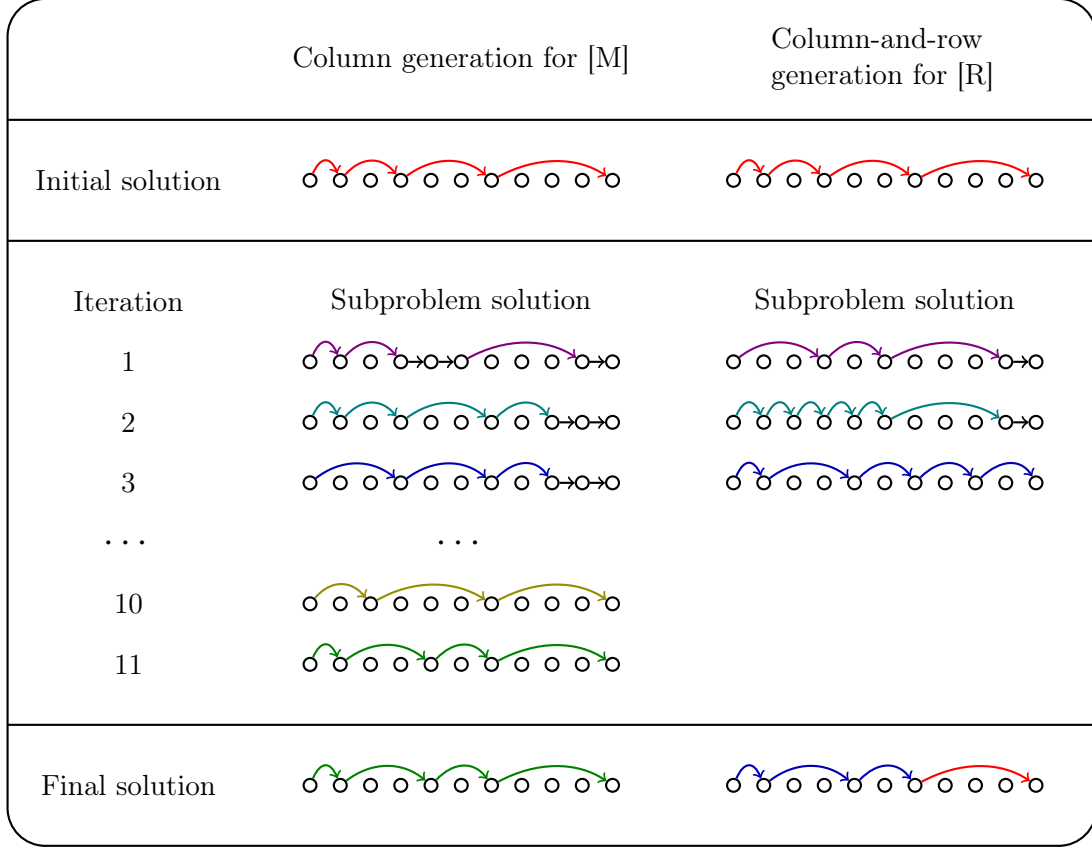 Column generation for [M]
Column-and-row
generation for [R]
Initial solution
Iteration
Subproblem solution
Subproblem solution
1
2
3
. . .
. . .
10
11
Final solution